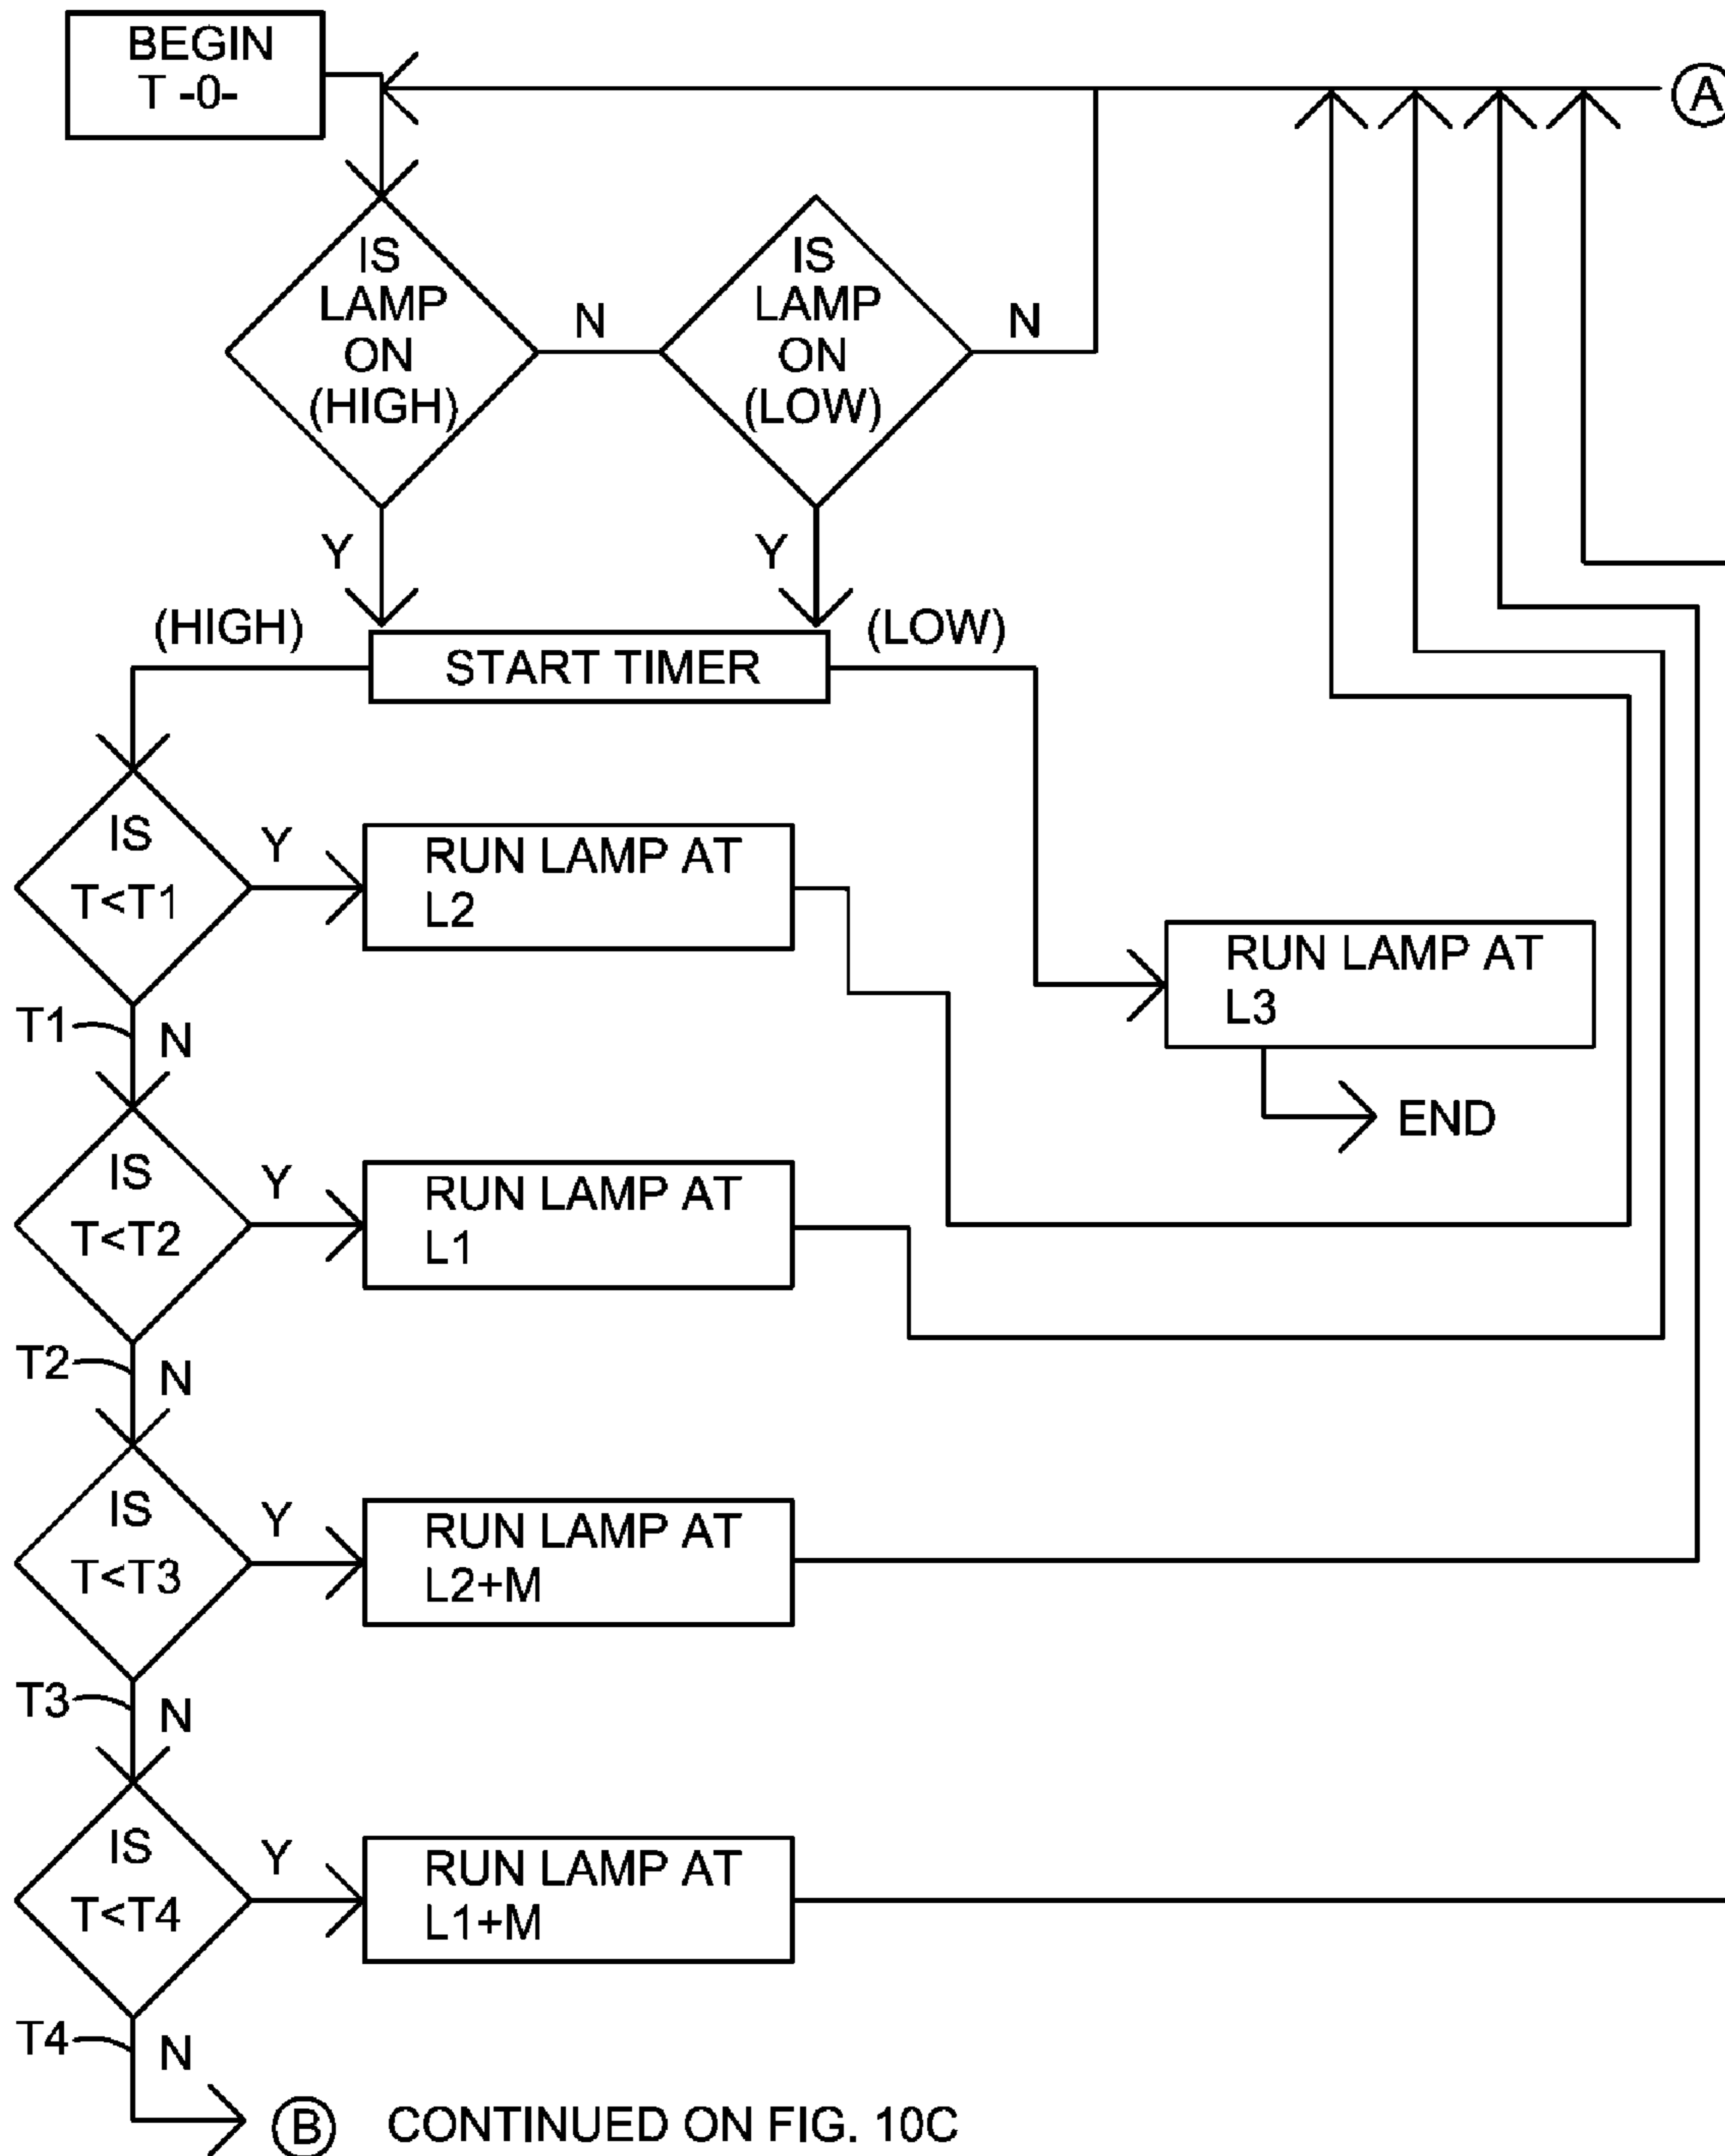 BEGIN
T -0-
A
IS
LAMP
ON
(HIGH)
N
IS
LAMP
ON
(LOW)
N
Y
Y
(HIGH)
START TIMER
(LOW)
IS
T<T1
Y
RUN LAMP AT
L2
RUN LAMP AT
L3
END
T1
N
IS
T<T2
Y
RUN LAMP AT
L1
T2
N
IS
T<T3
Y
RUN LAMP AT
L2+M
T3
N
IS
T<T4
Y
RUN LAMP AT
L1+M
T4
N
B CONTINUED ON FIG. 10C